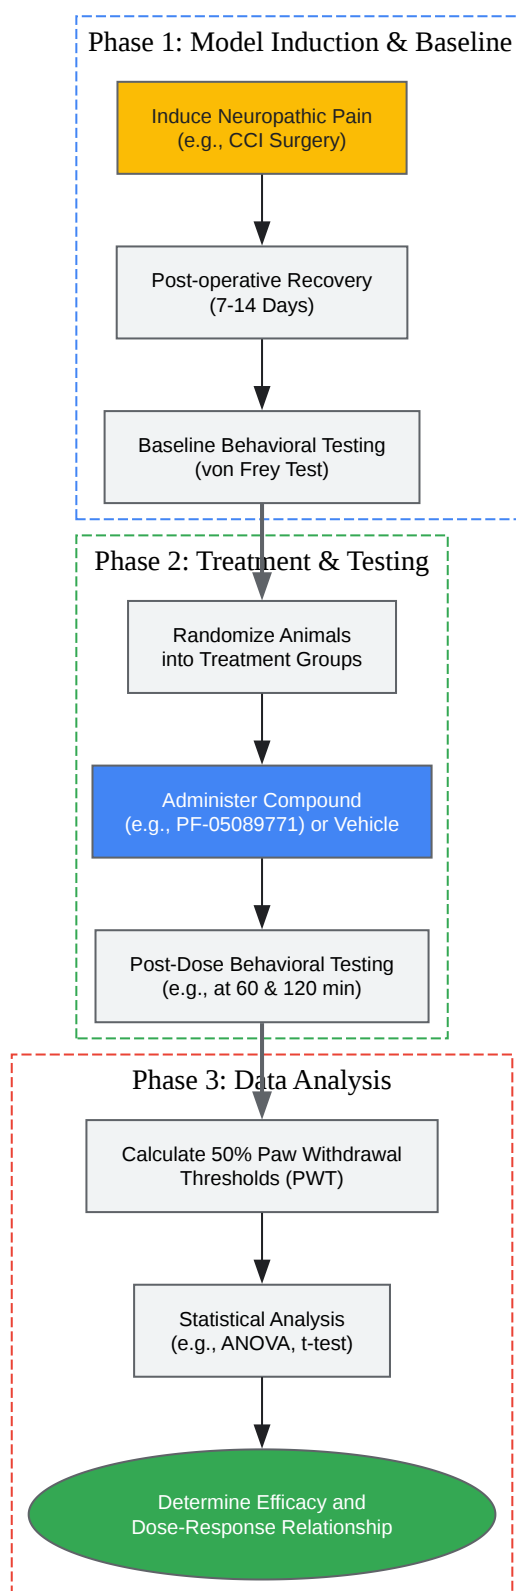 Phase 1: Model Induction & Baseline
Induce Neuropathic Pain
(e.g., CCI Surgery)
Post-operative Recovery
(7-14 Days)
Baseline Behavioral Testing
(von Frey Test)
Phase 2: Treatment & Testing
Randomize Animals
into Treatment Groups
Administer Compound
(e.g., PF-05089771) or Vehicle
Post-Dose Behavioral Testing
(e.g., at 60 & 120 min)
Phase 3: Data Analysis
Calculate 50% Paw Withdrawal
Thresholds (PWT)
Statistical Analysis
(e.g., ANOVA, t-test)
Determine Efficacy and
Dose-Response Relationship